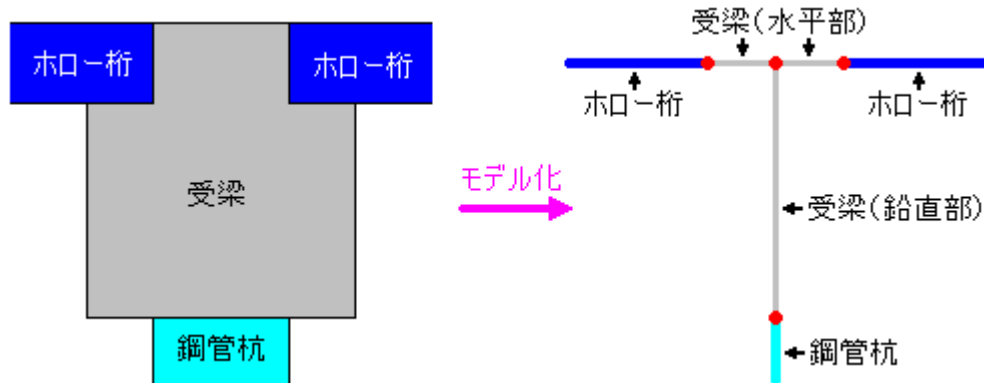 ホロー桁
ホロー桁
受梁
鋼管杭
モデル化
受梁(水平部)
ホロー桁
ホロー桁
受梁(鉛直部)
鋼管杭